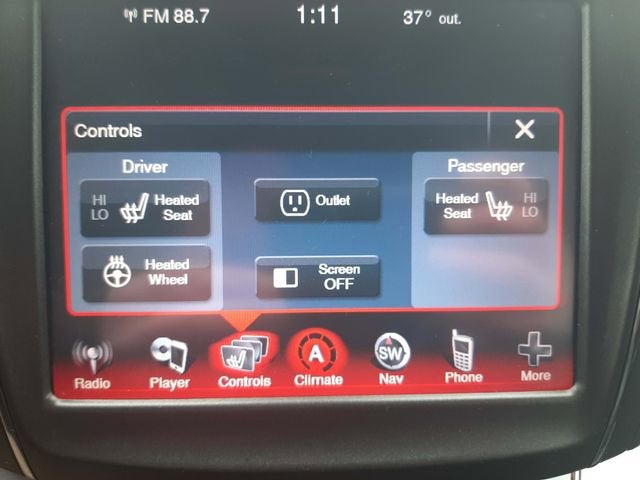 FM 88.7 1:11 37° out.
Controls X
Driver Passenger
HI LO Heated Seat
Outlet
Heated Seat HI LO
Heated Wheel
Screen OFF
A SW
Radio Player Controls Climate Nav Phone More